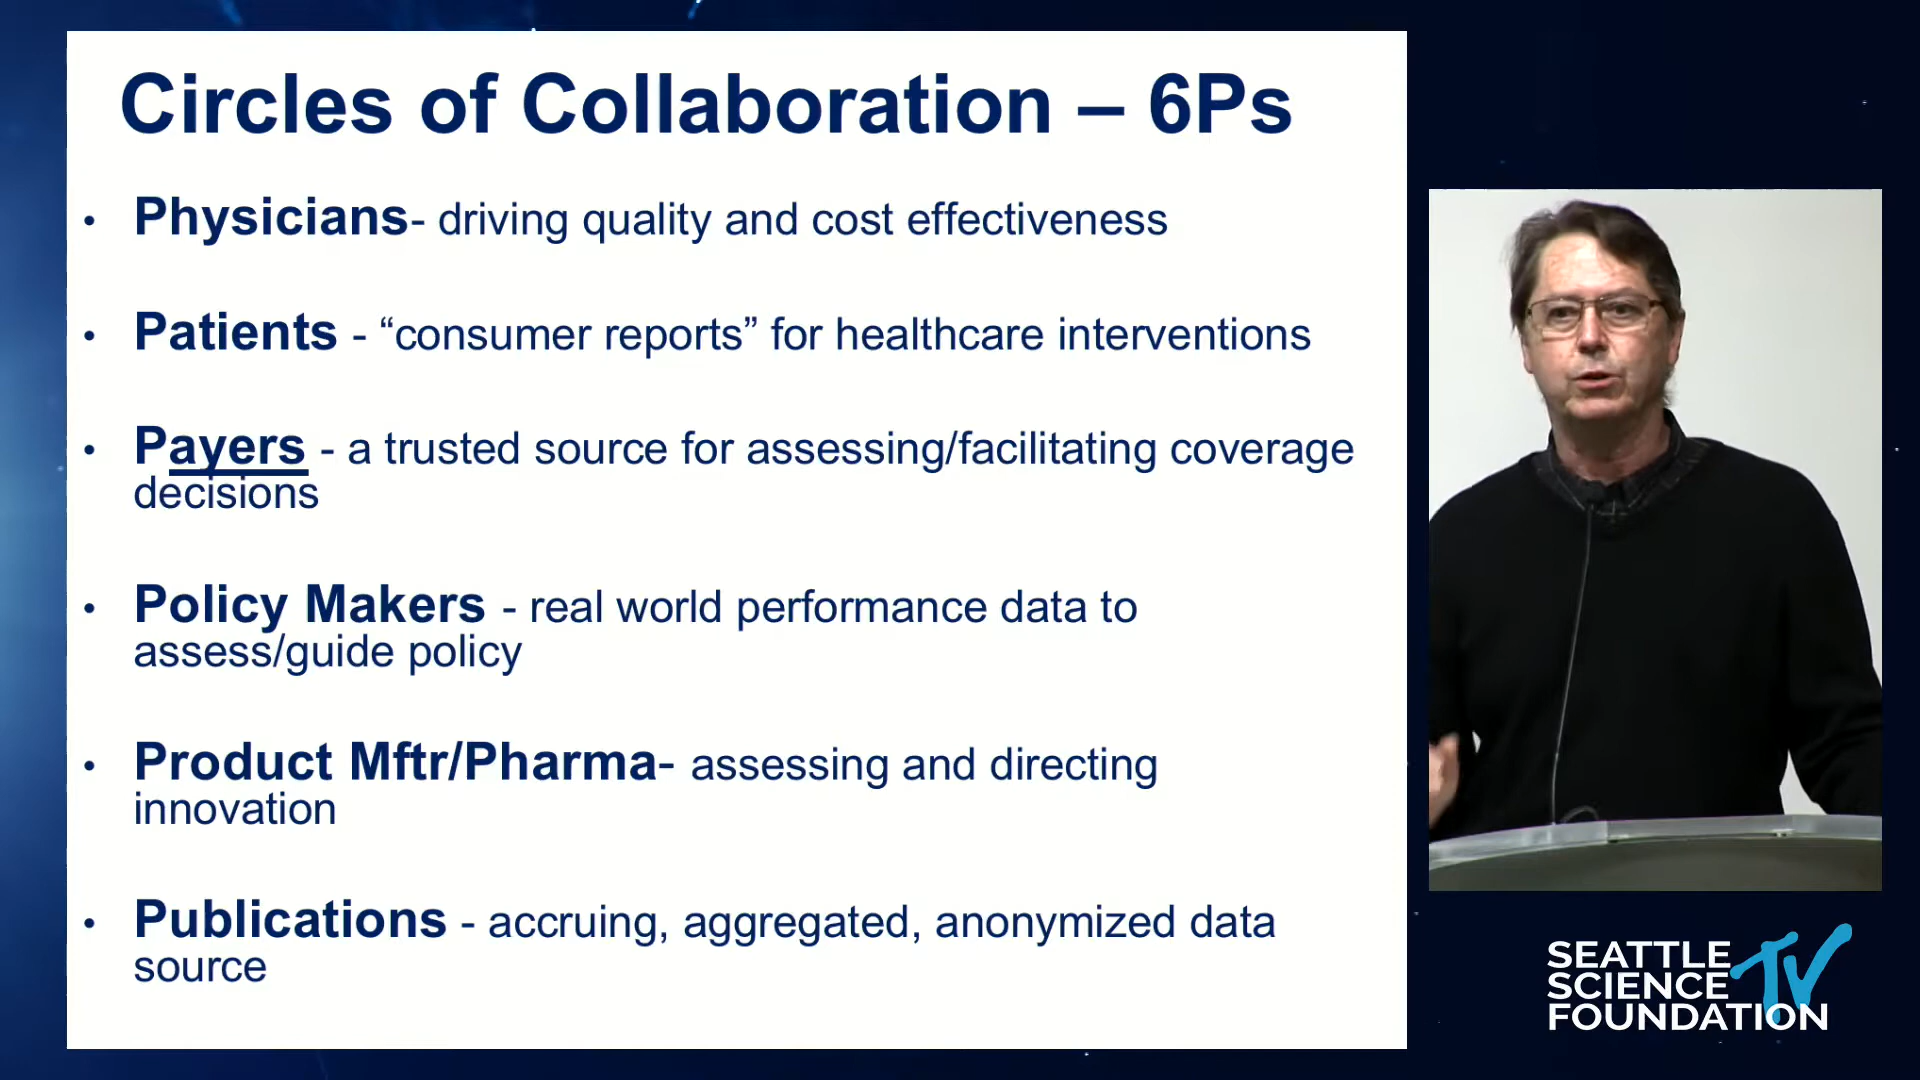 Circles of Collaboration – 6Ps
• Physicians- driving quality and cost effectiveness
• Patients - “consumer reports” for healthcare interventions
• Payers - a trusted source for assessing/facilitating coverage
decisions
• Policy Makers - real world performance data to
assess/guide policy
• Product Mftr/Pharma- assessing and directing
innovation
• Publications - accruing, aggregated, anonymized data
source
SEATTLE
SCIENCE
FOUNDATION
TV